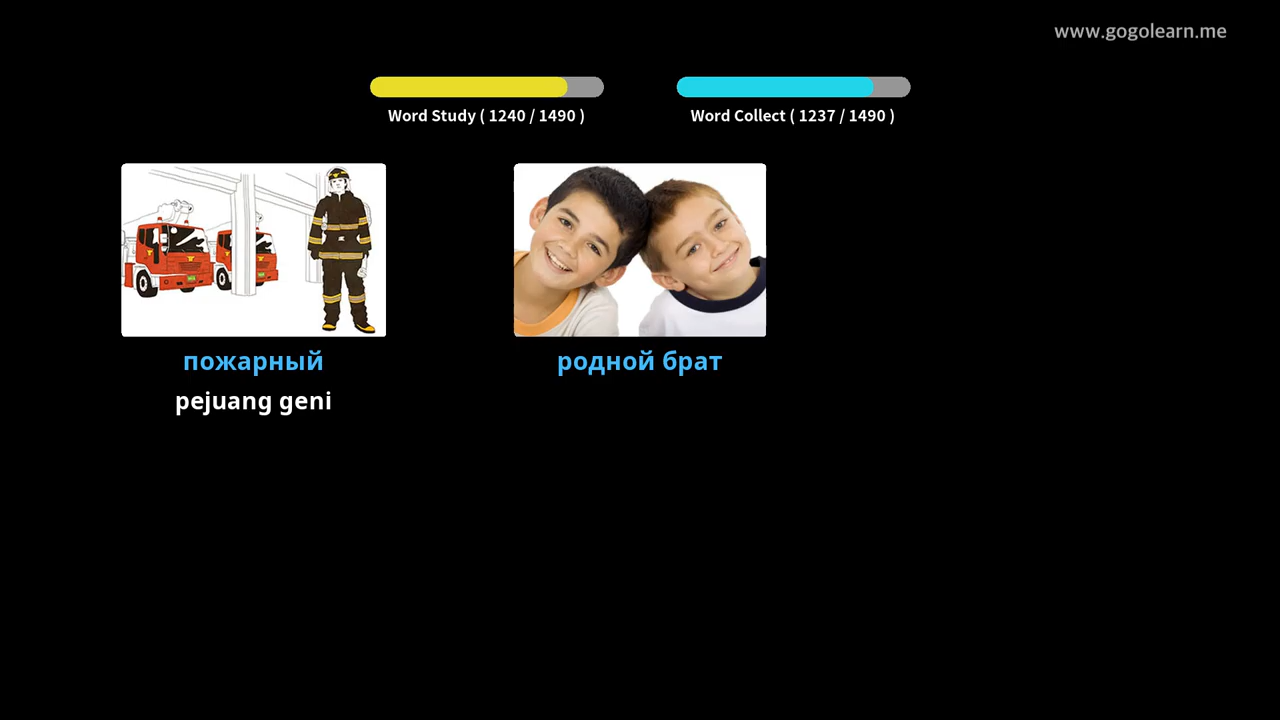 www.gogolearn.me
Word Study ( 1240 / 1490 )
Word Collect ( 1237 / 1490 )
пожарный
родной брат
pejuang geni